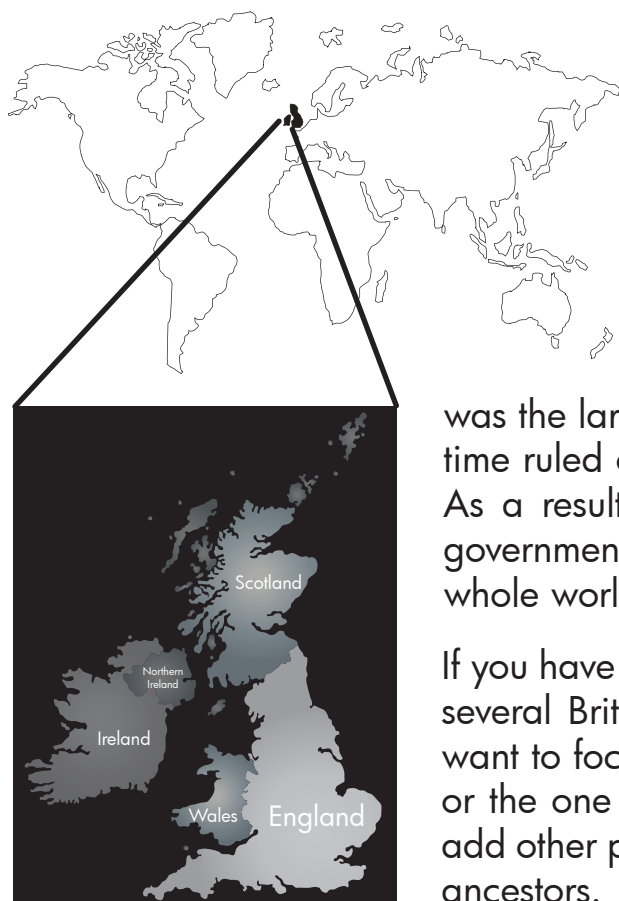 was the lar
time ruled
As a result
governmen
whole worl
If you have
several Brit
want to foc
or the one
add other p
ancestors.
Scotland
Northern
Ireland
Ireland
Wales
England